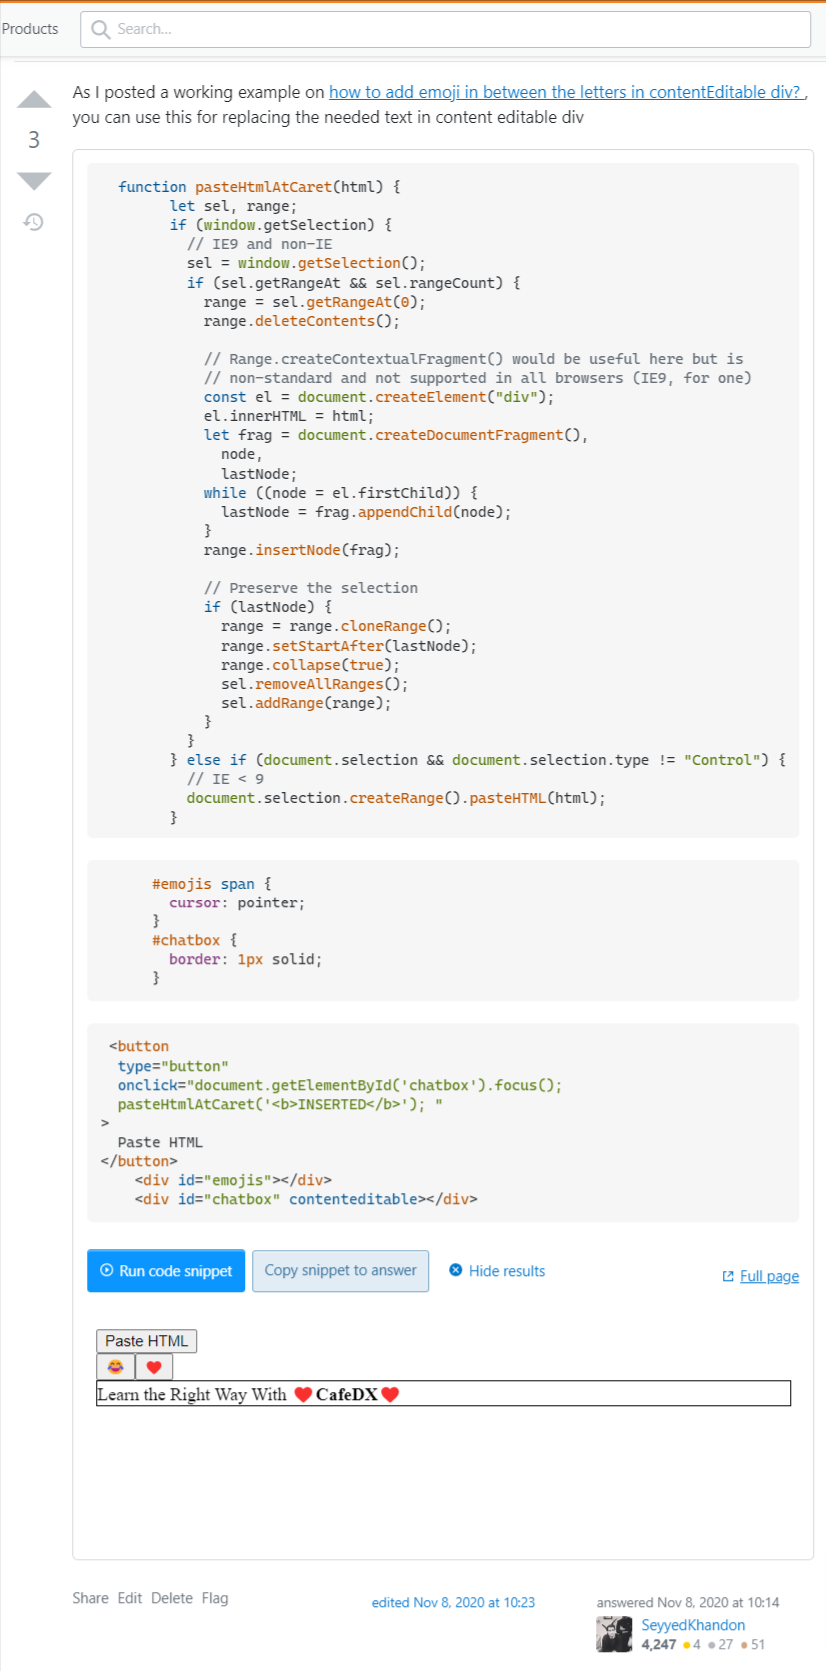 Products Search...
As I posted a working example on how to add emoji in between the letters in contentEditable div? ,
you can use this for replacing the needed text in content editable div
3
function pasteHtmlAtCaret(html) {
let sel, range;
if (window.getSelection) {
// IE9 and non-IE
sel = window.getSelection();
if (sel.getRangeAt && sel.rangeCount) {
range = sel.getRangeAt(0);
range.deleteContents();
// Range.createContextualFragment() would be useful here but is
// non-standard and not supported in all browsers (IE9, for one)
const el = document.createElement("div");
el.innerHTML = html;
let frag = document.createDocumentFragment(),
node,
lastNode;
while ((node = el.firstChild)) {
lastNode = frag.appendChild(node);
}
range.insertNode(frag);
// Preserve the selection
if (lastNode) {
range = range.cloneRange();
range.setStartAfter(lastNode);
range.collapse(true);
sel.removeAllRanges();
sel.addRange(range);
}
}
} else if (document.selection && document.selection.type != "Control") {
// IE < 9
document.selection.createRange().pasteHTML(html);
}
#emojis span {
cursor: pointer;
}
#chatbox {
border: 1px solid;
}
<button
type="button"
onclick="document.getElementById('chatbox').focus();
pasteHtmlAtCaret('<b>INSERTED</b>'); "
>
Paste HTML
</button>
<div id="emojis"></div>
<div id="chatbox" contenteditable></div>
Run code snippet Copy snippet to answer Hide results Full page
Paste HTML
😂 ❤️
Learn the Right Way With ❤️CafeDX❤️
Share Edit Delete Flag edited Nov 8, 2020 at 10:23 answered Nov 8, 2020 at 10:14
SeyyedKhandon
4,247 ●4 ●27 ●51